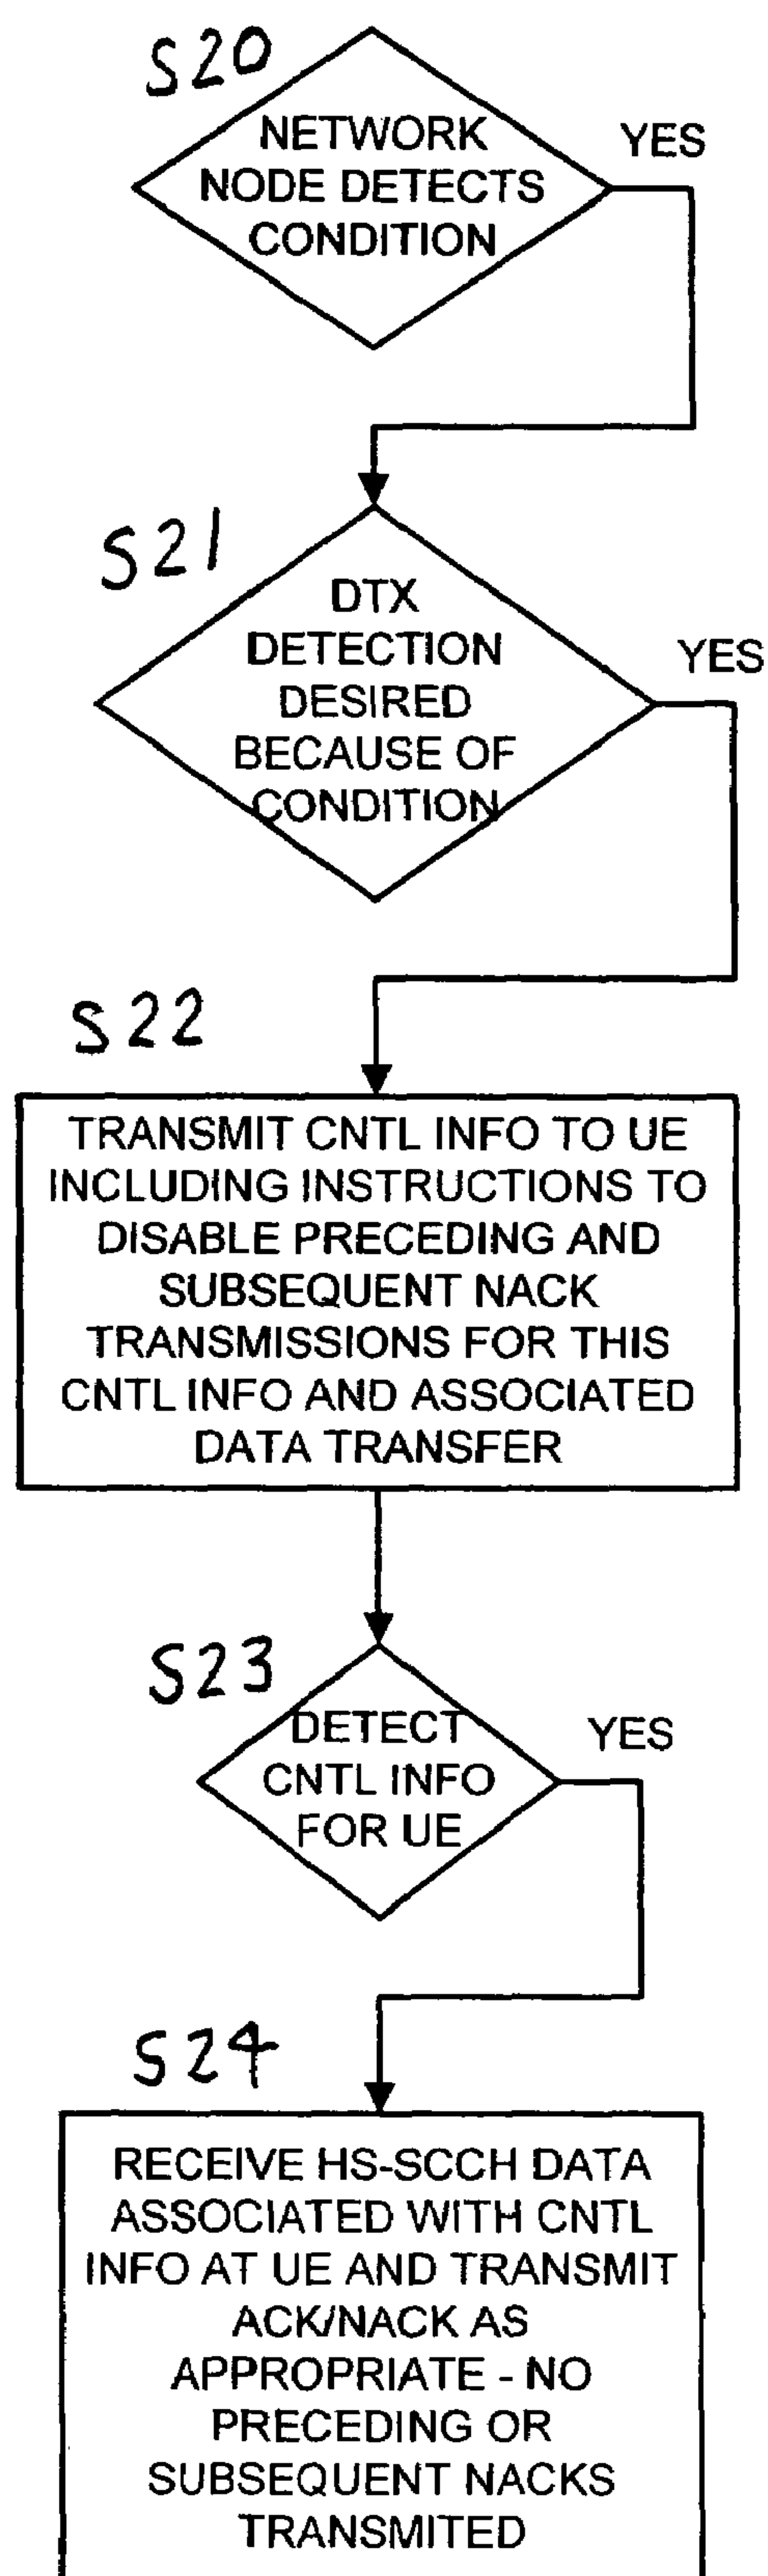 S20
NETWORK
NODE DETECTS
CONDITION
YES
S21
DTX
DETECTION
DESIRED
BECAUSE OF
CONDITION
YES
S22
TRANSMIT CNTL INFO TO UE
INCLUDING INSTRUCTIONS TO
DISABLE PRECEDING AND
SUBSEQUENT NACK
TRANSMISSIONS FOR THIS
CNTL INFO AND ASSOCIATED
DATA TRANSFER
S23
DETECT
CNTL INFO
FOR UE
YES
S24
RECEIVE HS-SCCH DATA
ASSOCIATED WITH CNTL
INFO AT UE AND TRANSMIT
ACK/NACK AS
APPROPRIATE - NO
PRECEDING OR
SUBSEQUENT NACKS
TRANSMITED